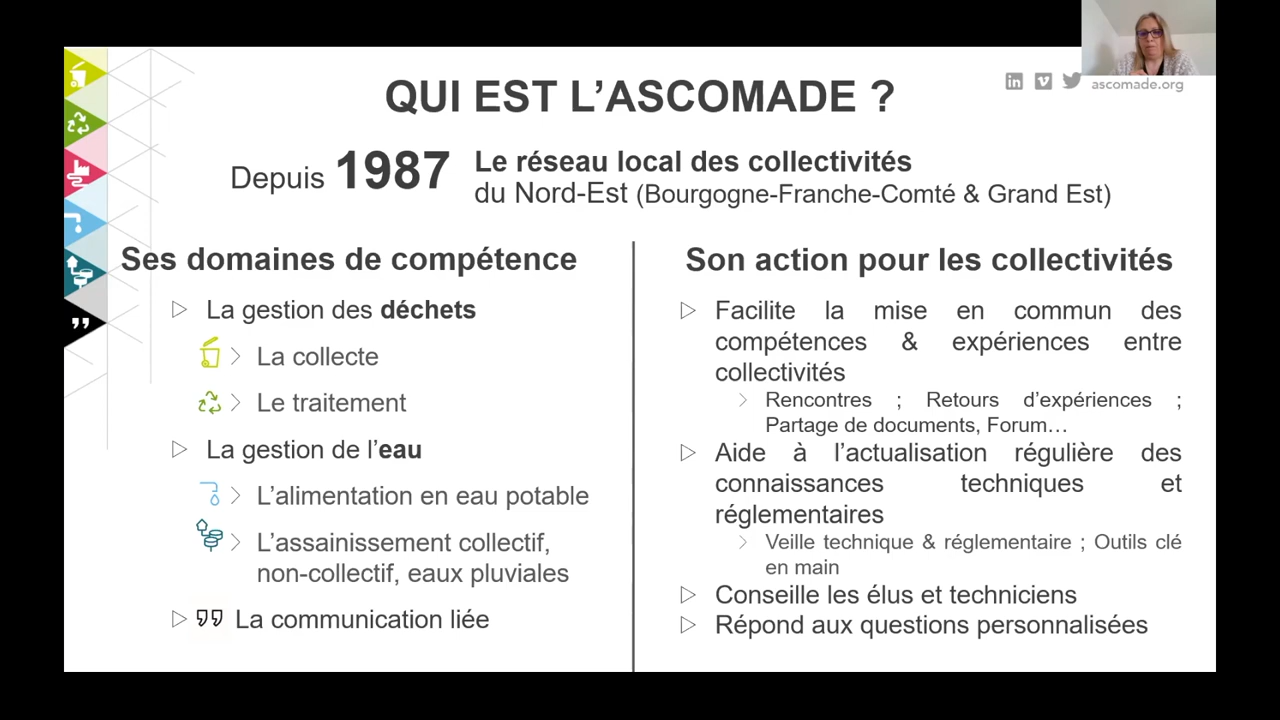 QUI EST L’ASCOMADE ?
ascomade.org
Depuis 1987
Le réseau local des collectivités
du Nord-Est (Bourgogne-Franche-Comté & Grand Est)
Ses domaines de compétence
La gestion des déchets
La collecte
Le traitement
La gestion de l’eau
L’alimentation en eau potable
L’assainissement collectif,
non-collectif, eaux pluviales
La communication liée
Son action pour les collectivités
Facilite la mise en commun des
compétences & expériences entre
collectivités
Rencontres ; Retours d’expériences ;
Partage de documents, Forum…
Aide à l’actualisation régulière des
connaissances techniques et
réglementaires
Veille technique & réglementaire ; Outils clé
en main
Conseille les élus et techniciens
Répond aux questions personnalisées